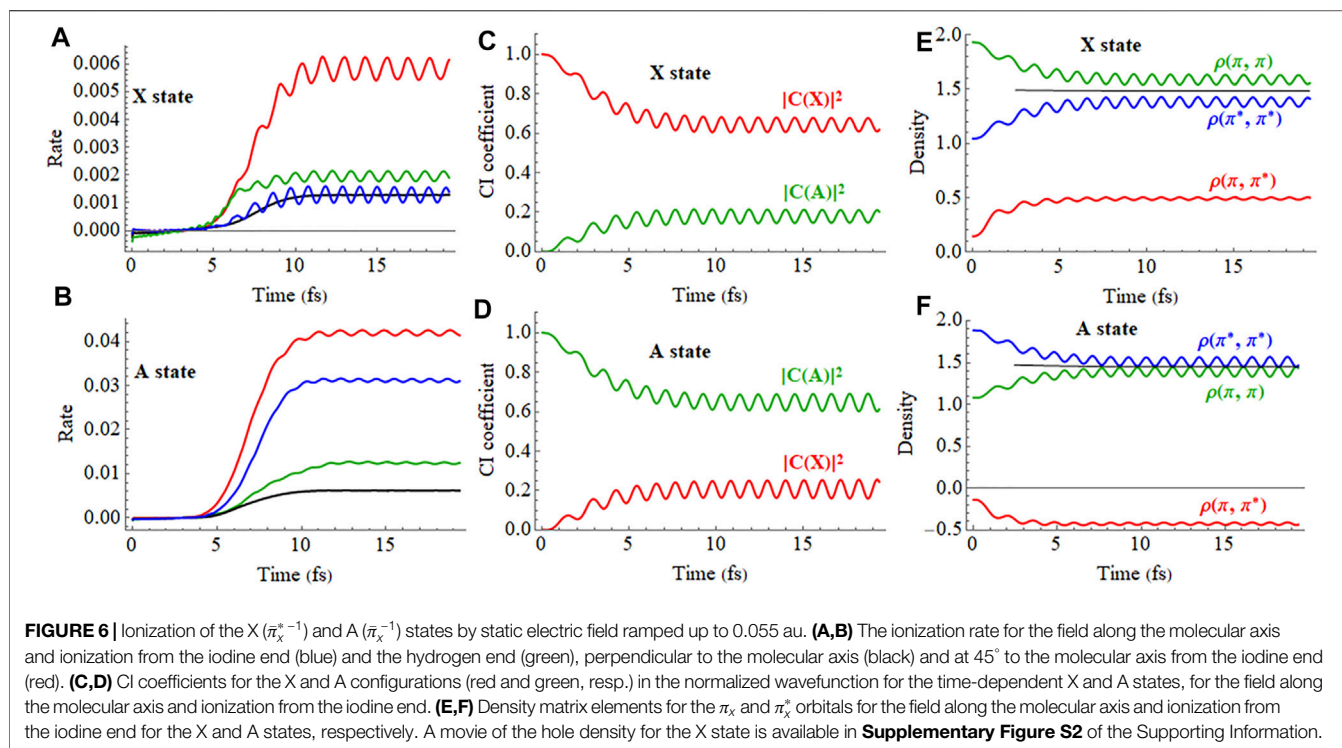 A
X state
Rate
0.006
0.005
0.004
0.003
0.002
0.001
0.000
0 5 10 15
Time (fs)
B
A state
Rate
0.04
0.03
0.02
0.01
0.00
0 5 10 15
Time (fs)
C
X state
CI coefficient
1.0
0.8
0.6
0.4
0.2
0.0
|C(X)|²
|C(A)|²
0 5 10 15
Time (fs)
D
A state
CI coefficient
1.0
0.8
0.6
0.4
0.2
0.0
|C(A)|²
|C(X)|²
0 5 10 15
Time (fs)
E
X state
Density
2.0
1.5
1.0
0.5
0.0
ρ(π, π)
ρ(π*, π*)
ρ(π, π*)
0 5 10 15
Time (fs)
F
A state
Density
2.0
1.5
1.0
0.5
0.0
−0.5
ρ(π*, π*)
ρ(π, π)
ρ(π, π*)
0 5 10 15
Time (fs)
FIGURE 6 | Ionization of the X (π̄ₓ* ⁻¹) and A (π̄ₓ⁻¹) states by static electric field ramped up to 0.055 au. (A,B) The ionization rate for the field along the molecular axis
and ionization from the iodine end (blue) and the hydrogen end (green), perpendicular to the molecular axis (black) and at 45° to the molecular axis from the iodine end
(red). (C,D) CI coefficients for the X and A configurations (red and green, resp.) in the normalized wavefunction for the time-dependent X and A states, for the field along
the molecular axis and ionization from the iodine end. (E,F) Density matrix elements for the πₓ and πₓ* orbitals for the field along the molecular axis and ionization from
the iodine end for the X and A states, respectively. A movie of the hole density for the X state is available in Supplementary Figure S2 of the Supporting Information.